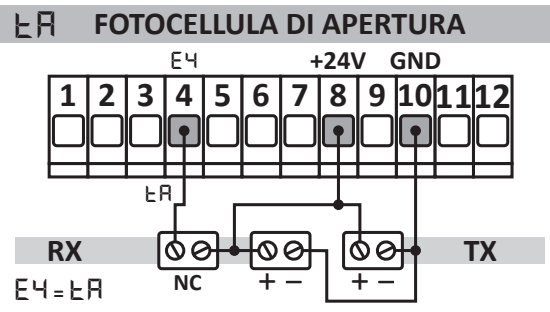 tA FOTOCELLULA DI APERTURA
E4 +24V GND
1 2 3 4 5 6 7 8 9 10 11 12
tA
RX TX
NC + − + −
E4=tA